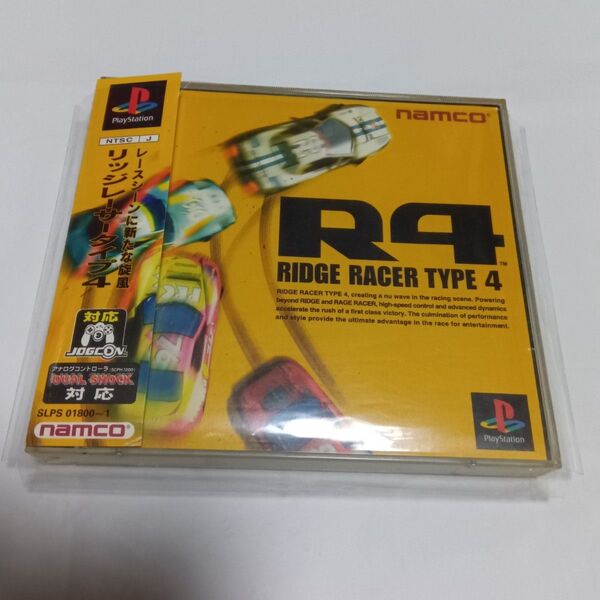 PlayStation
NTSC J
レースシーンに新たな旋風
リッジレーサータイプ4
対応
JOGCON
アナログコントローラ(SCPH-1200)
DUAL SHOCK
対応
SLPS 01800~1
namco
namco
R4
RIDGE RACER TYPE 4
RIDGE RACER TYPE 4, creating a nu wave in the racing scene. Powering
beyond RIDGE and RAGE RACER, high-speed control and advanced dynamics
accelerate the rush of a first class victory. The culmination of performance
and style provide the ultimate advantage in the race for entertainment.
PlayStation